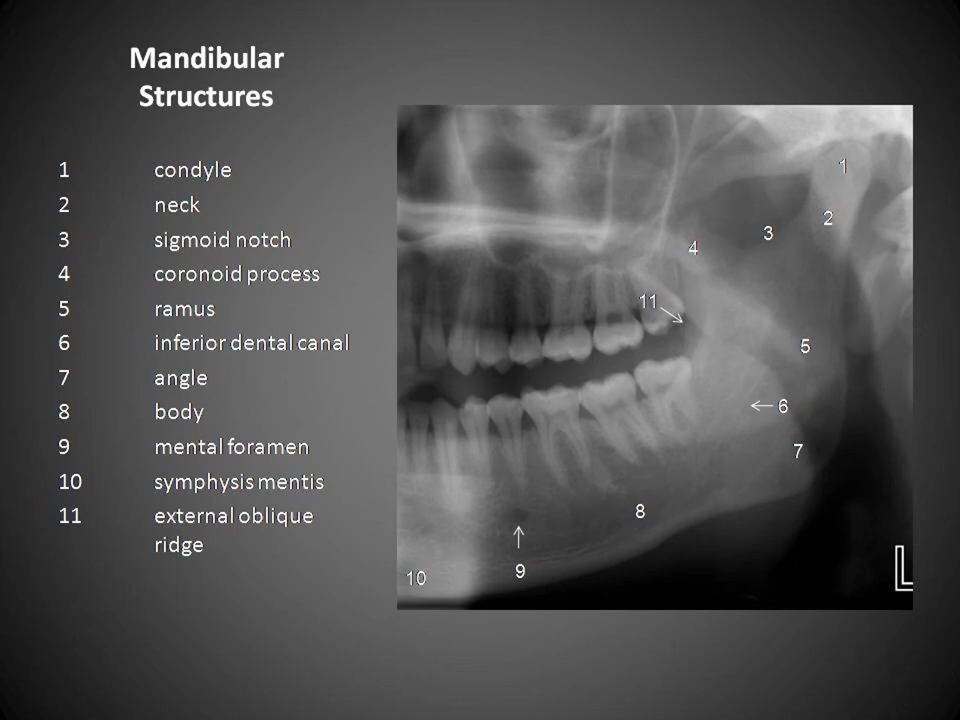 Mandibular
Structures
1 condyle
2 neck
3 sigmoid notch
4 coronoid process
5 ramus
6 inferior dental canal
7 angle
8 body
9 mental foramen
10 symphysis mentis
11 external oblique
ridge
1
2
3
4
11
5
6
7
8
9
10
L